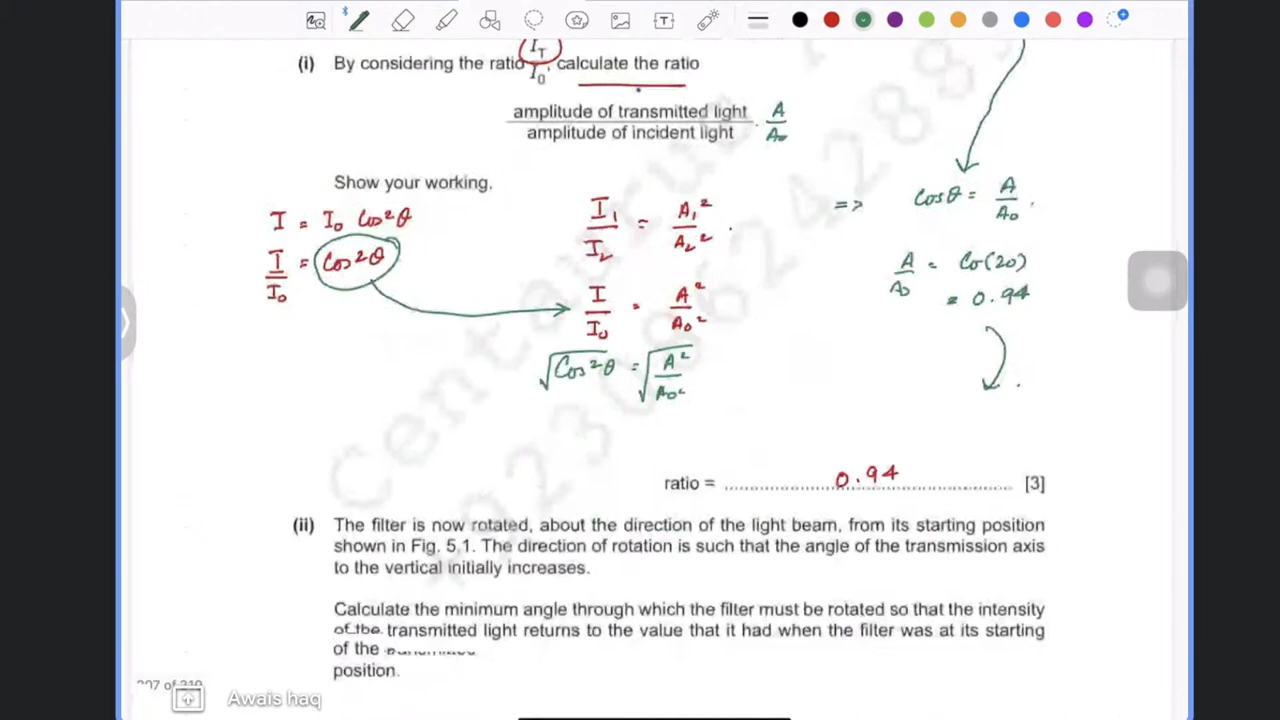 (i) By considering the ratio I_T/I_0, calculate the ratio
amplitude of transmitted light
amplitude of incident light
A
A0
Show your working.
I = I0 Cos²θ
I/I0 = Cos²θ
I1/I2 = A1²/A2²
I/I0 = A²/A0²
√Cos²θ = √A²/A0²
=> Cosθ = A/A0
A/A0 = Co(20)
= 0.94
ratio = 0.94 [3]
(ii) The filter is now rotated, about the direction of the light beam, from its starting position
shown in Fig. 5.1. The direction of rotation is such that the angle of the transmission axis
to the vertical initially increases.
Calculate the minimum angle through which the filter must be rotated so that the intensity
of the transmitted light returns to the value that it had when the filter was at its starting
of the
position.
Awais haq